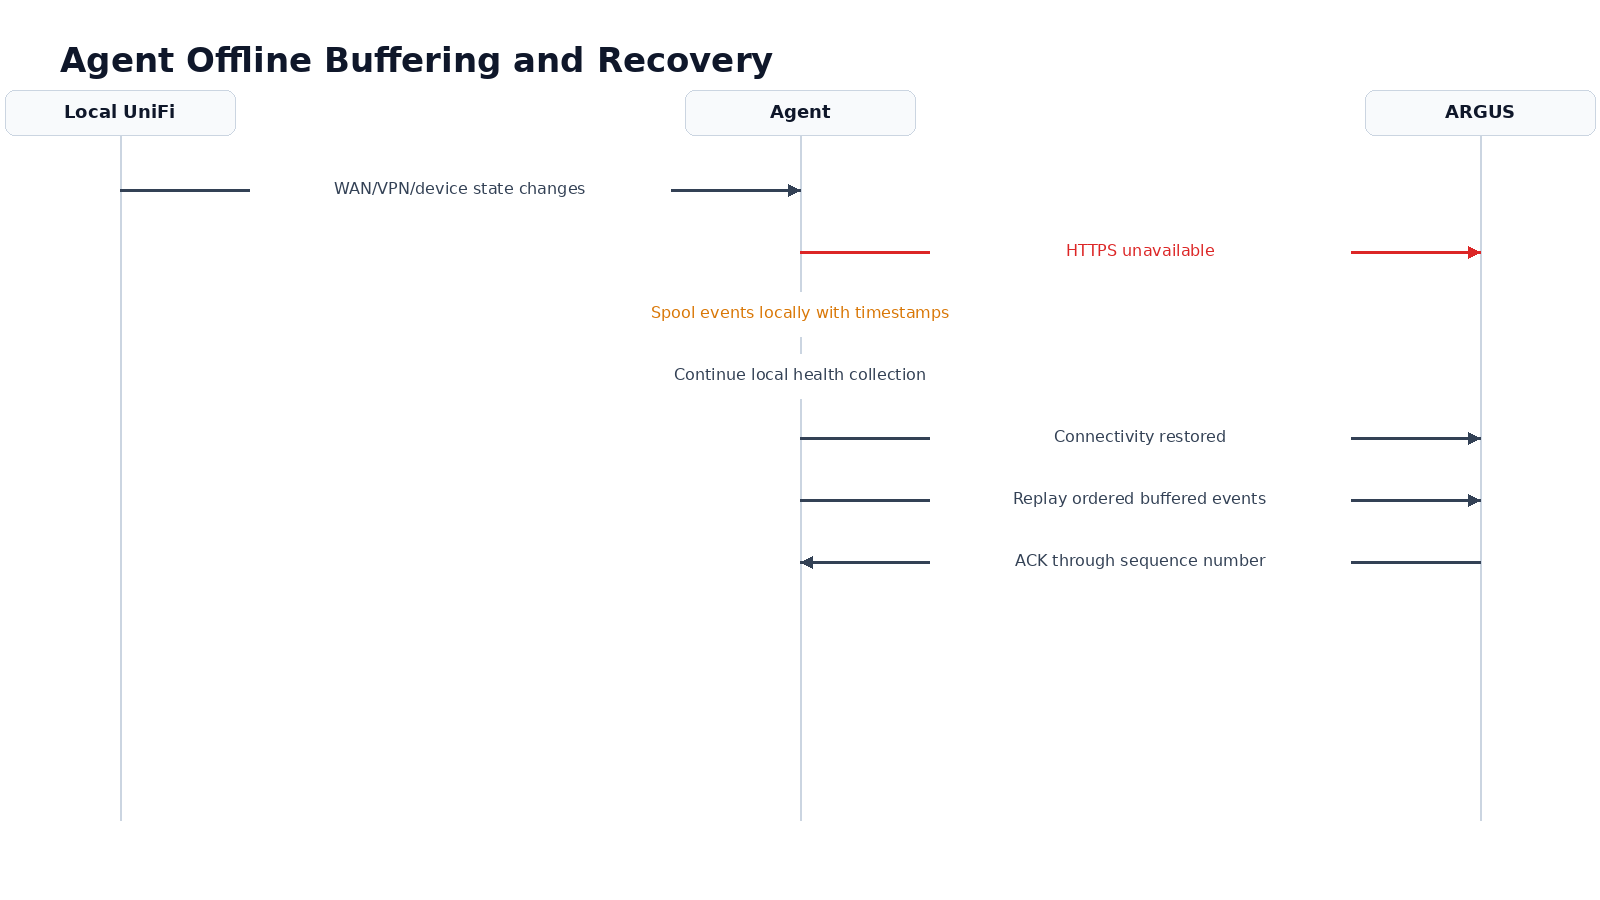 Agent Offline Buffering and Recovery
Local UniFi
Agent
ARGUS
WAN/VPN/device state changes
HTTPS unavailable
Spool events locally with timestamps
Continue local health collection
Connectivity restored
Replay ordered buffered events
ACK through sequence number